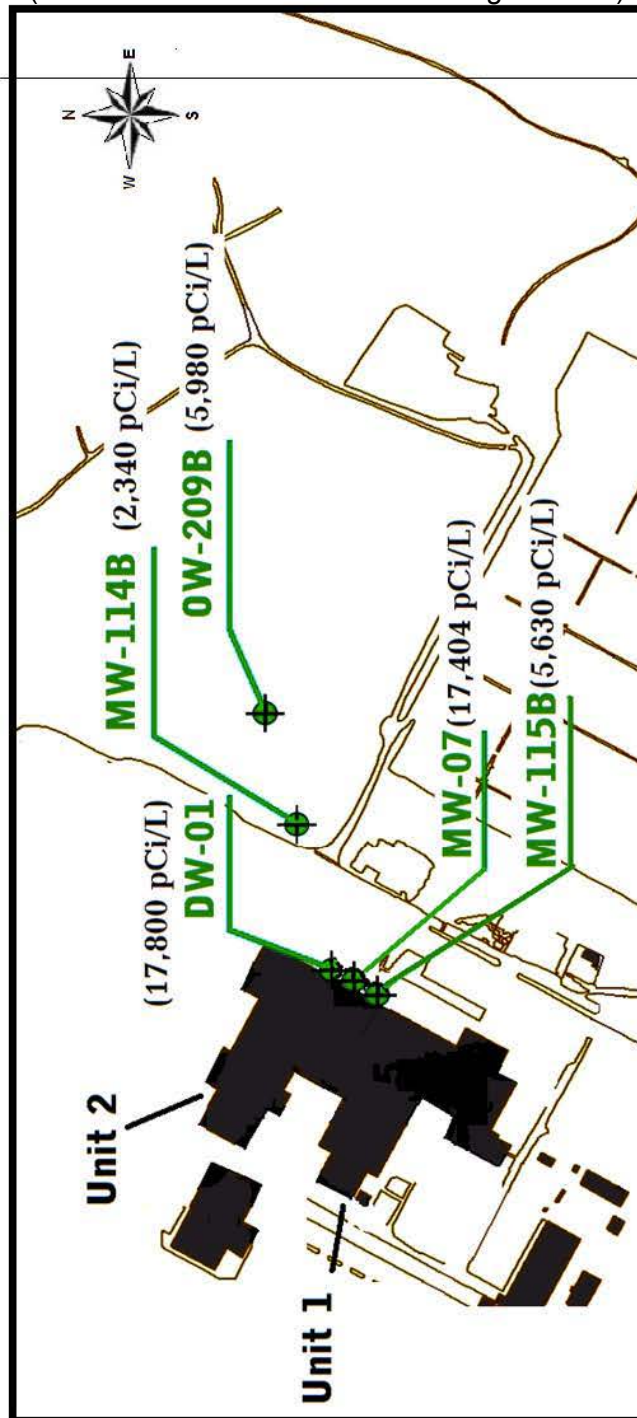 N
E
W
S
Unit 2
Unit 1
(17,800 pCi/L)
DW-01
MW-114B (2,340 pCi/L)
OW-209B (5,980 pCi/L)
MW-07 (17,404 pCi/L)
MW-115B (5,630 pCi/L)